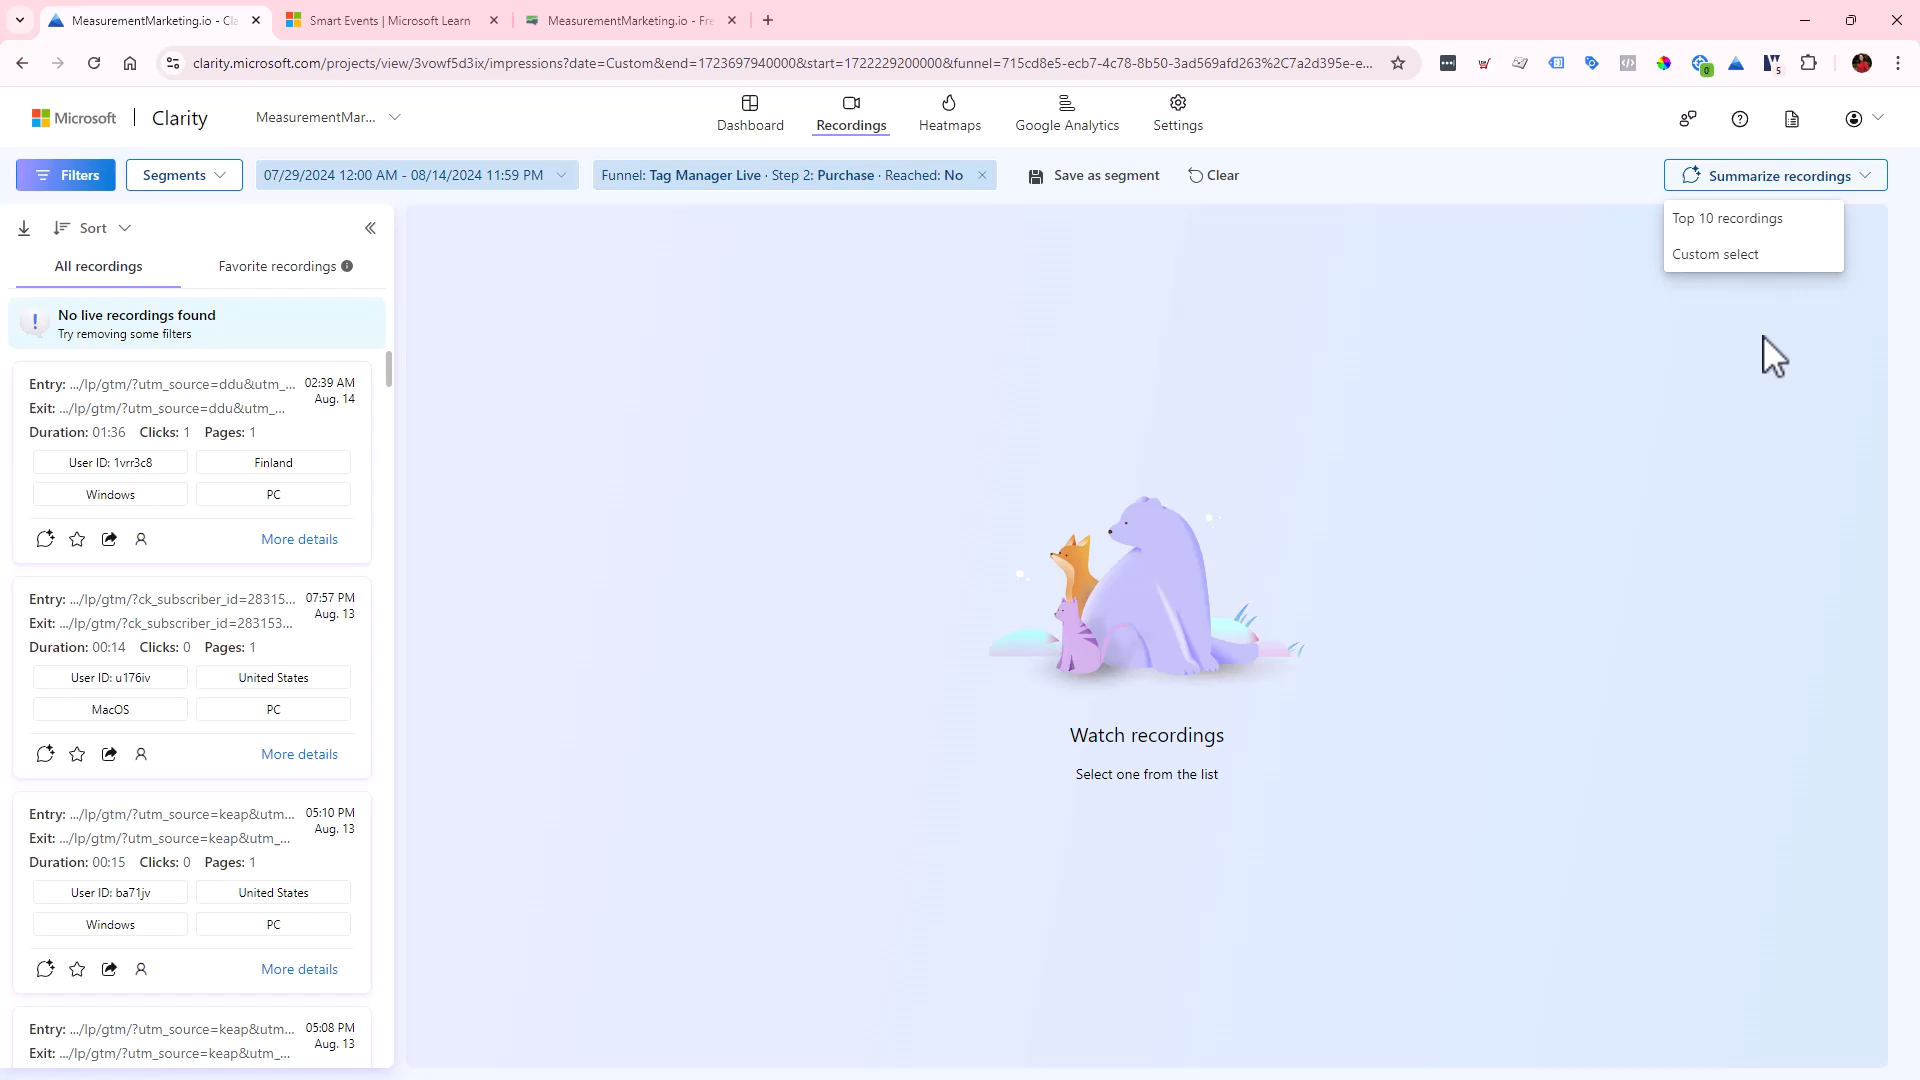 MeasurementMarketing.io - Cla
Smart Events | Microsoft Learn
MeasurementMarketing.io - Fre
clarity.microsoft.com/projects/view/3vowf5d3ix/impressions?date=Custom&end=1723697940000&start=1722229200000&funnel=715cd8e5-ecb7-4c78-8b50-3ad569afd263%2C7a2d395e-e...
0
5
Microsoft | Clarity
MeasurementMar...
Dashboard
Recordings
Heatmaps
Google Analytics
Settings
Filters
Segments
07/29/2024 12:00 AM - 08/14/2024 11:59 PM
Funnel: Tag Manager Live · Step 2: Purchase · Reached: No
Save as segment
Clear
Summarize recordings
Top 10 recordings
Custom select
Sort
All recordings
Favorite recordings
No live recordings found
Try removing some filters
Entry: .../lp/gtm/?utm_source=ddu&utm_... 02:39 AM
Aug. 14
Exit: .../lp/gtm/?utm_source=ddu&utm_...
Duration: 01:36 Clicks: 1 Pages: 1
User ID: 1vrr3c8 Finland
Windows PC
More details
Entry: .../lp/gtm/?ck_subscriber_id=28315... 07:57 PM
Aug. 13
Exit: .../lp/gtm/?ck_subscriber_id=283153...
Duration: 00:14 Clicks: 0 Pages: 1
User ID: u176iv United States
MacOS PC
More details
Entry: .../lp/gtm/?utm_source=keap&utm... 05:10 PM
Aug. 13
Exit: .../lp/gtm/?utm_source=keap&utm_...
Duration: 00:15 Clicks: 0 Pages: 1
User ID: ba71jv United States
Windows PC
More details
Entry: .../lp/gtm/?utm_source=keap&utm... 05:08 PM
Aug. 13
Exit: .../lp/gtm/?utm_source=keap&utm_...
Watch recordings
Select one from the list